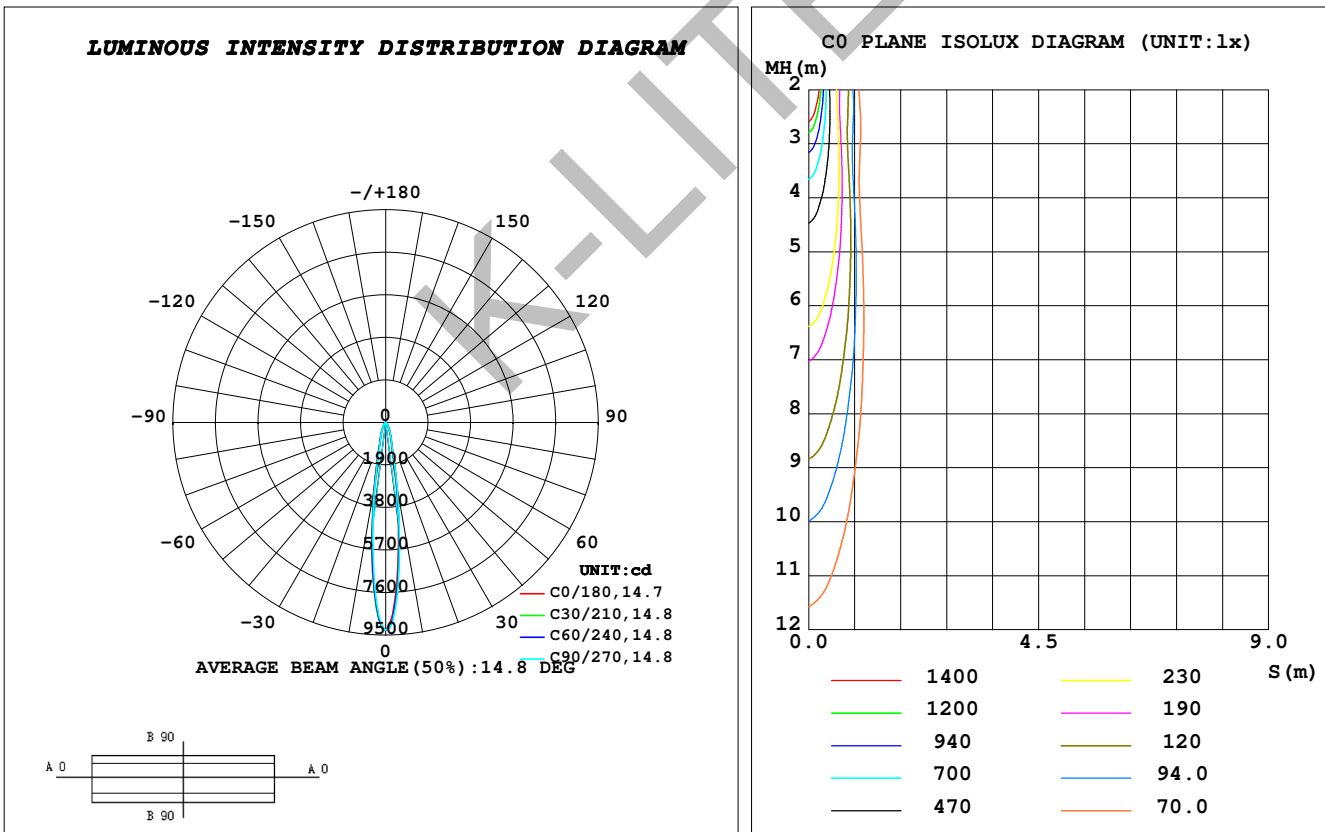 LUMINOUS INTENSITY DISTRIBUTION DIAGRAM
-/+180
-150
150
-120
120
-90
90
-60
60
-30
30
0
1900
3800
5700
7600
9500
0
UNIT:cd
C0/180,14.7
C30/210,14.8
C60/240,14.8
C90/270,14.8
AVERAGE BEAM ANGLE(50%):14.8 DEG
B 90
A 0
A 0
B 90
C0 PLANE ISOLUX DIAGRAM (UNIT:lx)
MH(m)
2
3
4
5
6
7
8
9
10
11
12
0.0
4.5
9.0
S(m)
1400
230
1200
190
940
120
700
94.0
470
70.0
K-LITE